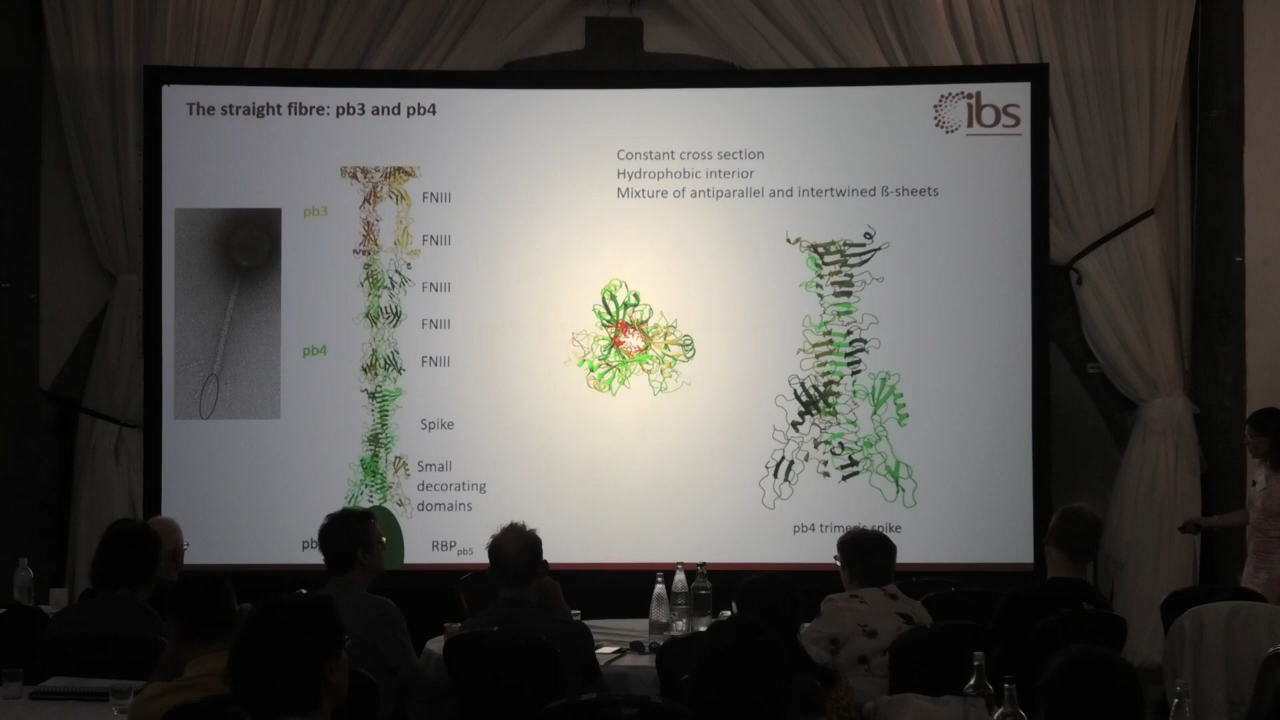 The straight fibre: pb3 and pb4
ibs
Constant cross section
Hydrophobic interior
Mixture of antiparallel and intertwined ß-sheets
pb3
FNIII
FNIII
FNIII
FNIII
pb4
FNIII
Spike
Small
decorating
domains
RBPpb5
pb4 trimeric spike